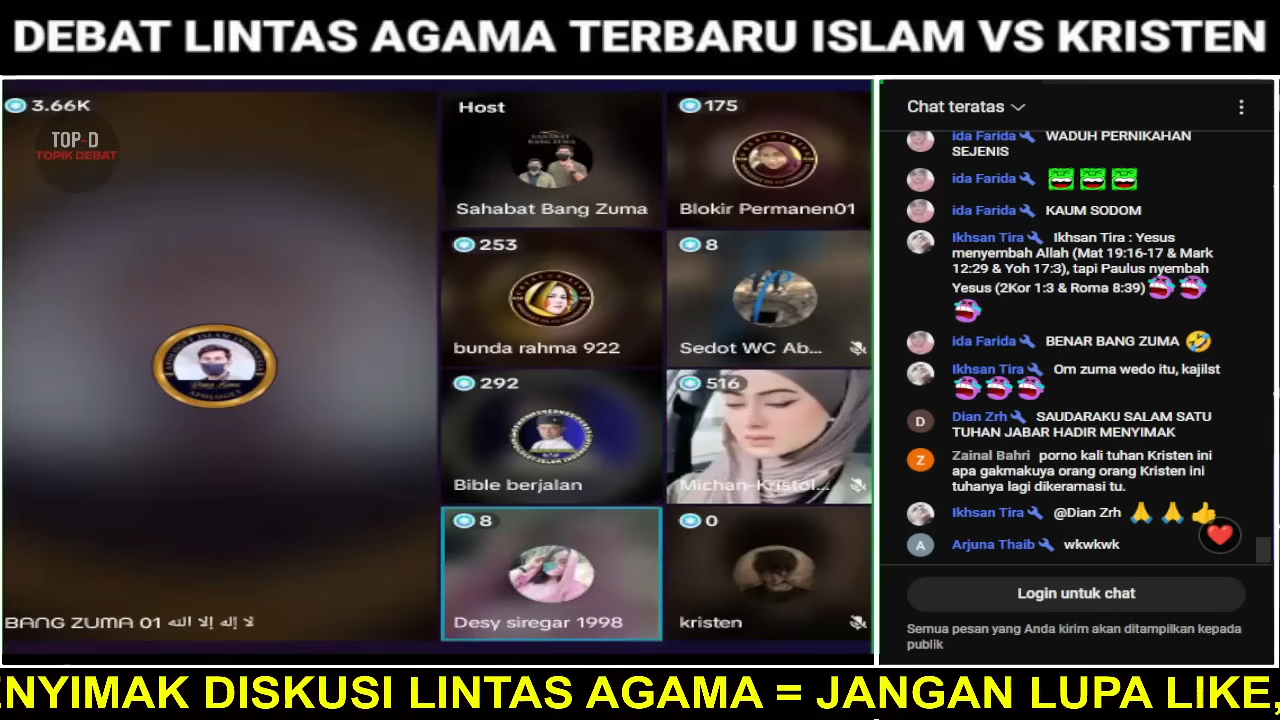 DEBAT LINTAS AGAMA TERBARU ISLAM VS KRISTEN
3.66K
TOP-D
TOPIK DEBAT
BANG ZUMA 01 لا إله إلا الله
Host
Sahabat Bang Zuma
175
Blokir Permanen01
253
bunda rahma 922
8
Sedot WC Ab...
292
Bible berjalan
516
Michan-Kristol...
8
Desy siregar 1998
0
kristen
Chat teratas
ida Farida WADUH PERNIKAHAN
SEJENIS
ida Farida
ida Farida KAUM SODOM
Ikhsan Tira Ikhsan Tira : Yesus
menyembah Allah (Mat 19:16-17 & Mark
12:29 & Yoh 17:3), tapi Paulus nyembah
Yesus (2Kor 1:3 & Roma 8:39)
ida Farida BENAR BANG ZUMA 🤣
Ikhsan Tira Om zuma wedo itu, kajilst
D
Dian Zrh SAUDARAKU SALAM SATU
TUHAN JABAR HADIR MENYIMAK
Z
Zainal Bahri porno kali tuhan Kristen ini
apa gakmakuya orang orang Kristen ini
tuhanya lagi dikeramasi tu.
Ikhsan Tira @Dian Zrh 🙏 🙏 👍
A
Arjuna Thaib wkwkwk
Login untuk chat
Semua pesan yang Anda kirim akan ditampilkan kepada
publik
ENYIMAK DISKUSI LINTAS AGAMA = JANGAN LUPA LIKE,